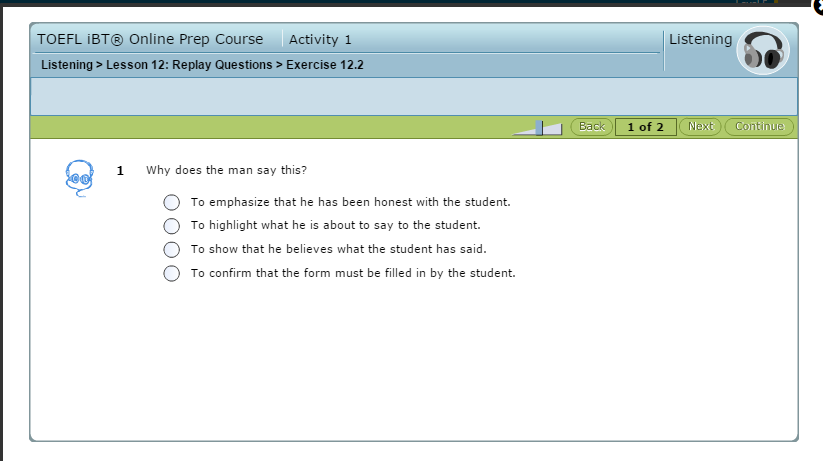 TOEFL iBT® Online Prep Course Activity 1 Listening
Listening > Lesson 12: Replay Questions > Exercise 12.2
Back 1 of 2 Next Continue
1 Why does the man say this?
To emphasize that he has been honest with the student.
To highlight what he is about to say to the student.
To show that he believes what the student has said.
To confirm that the form must be filled in by the student.